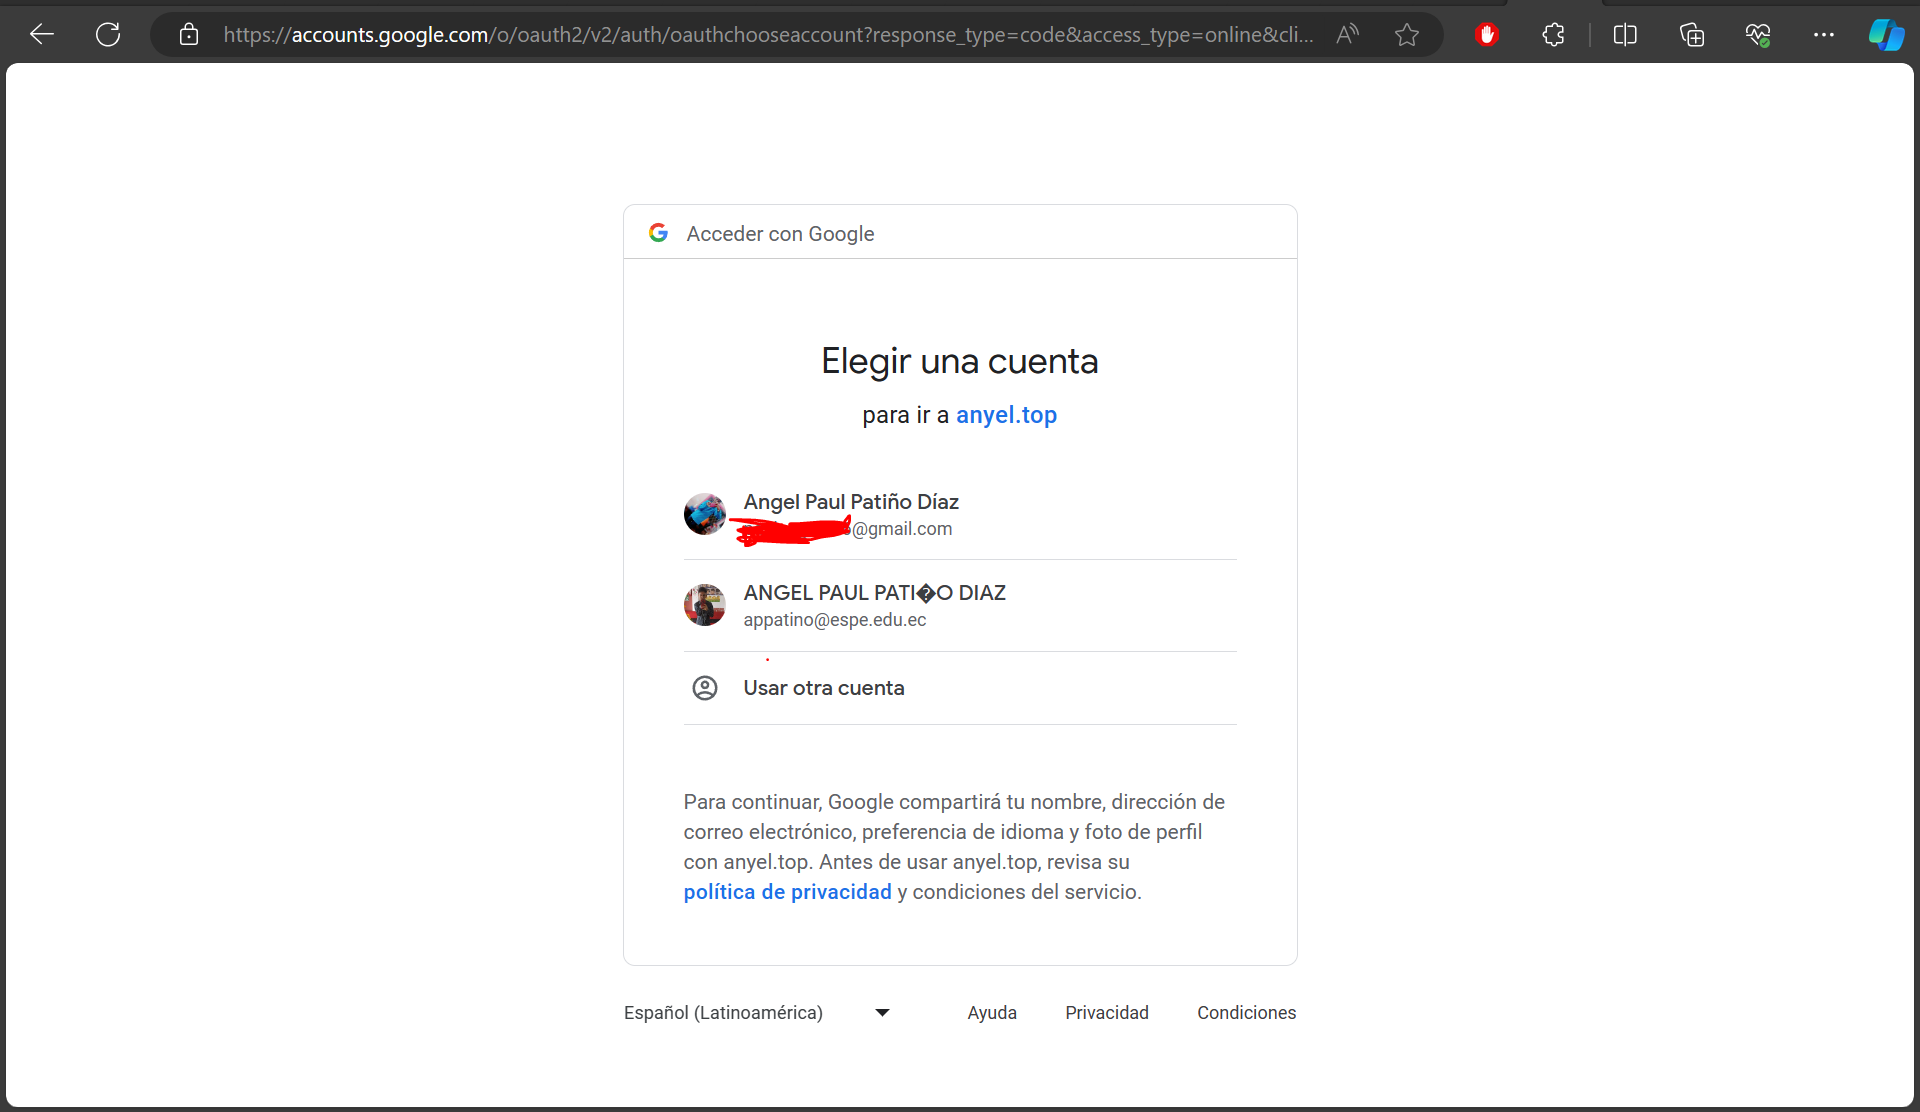 https://accounts.google.com/o/oauth2/v2/auth/oauthchooseaccount?response_type=code&access_type=online&cli...
Acceder con Google
Elegir una cuenta
para ir a anyel.top
Angel Paul Patiño Díaz
@gmail.com
ANGEL PAUL PATI�O DIAZ
appatino@espe.edu.ec
Usar otra cuenta
Para continuar, Google compartirá tu nombre, dirección de
correo electrónico, preferencia de idioma y foto de perfil
con anyel.top. Antes de usar anyel.top, revisa su
política de privacidad y condiciones del servicio.
Español (Latinoamérica)
Ayuda
Privacidad
Condiciones